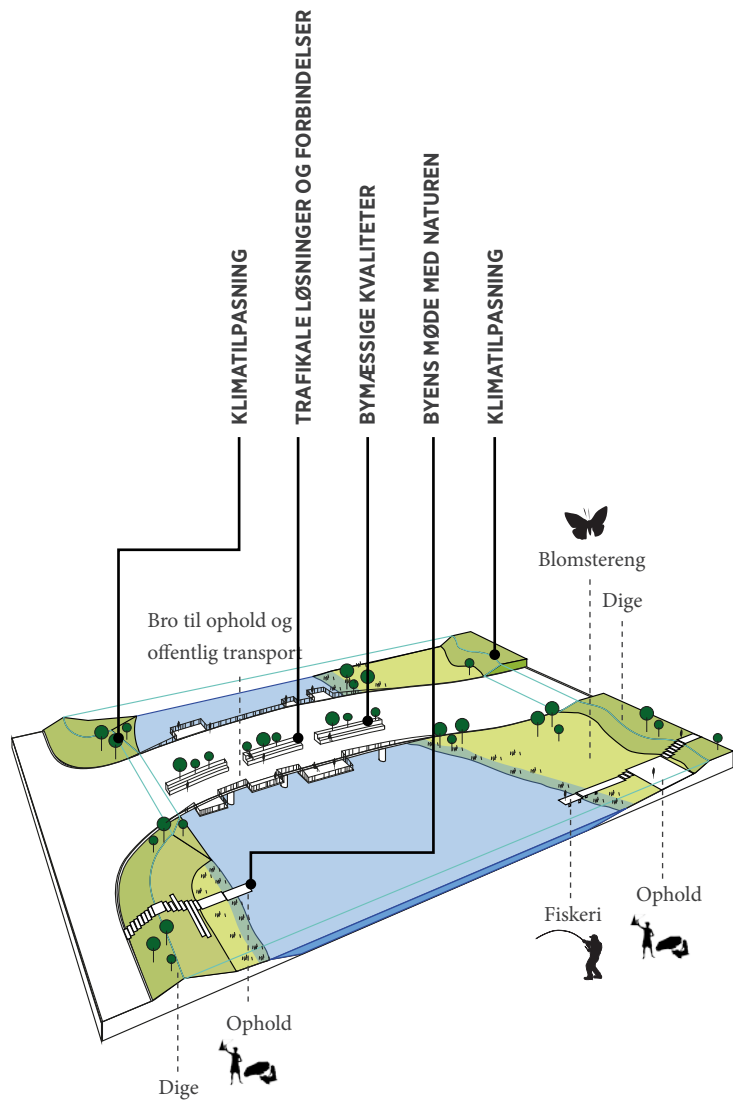 KLIMATILPASNING
TRAFIKALE LØSNINGER OG FORBINDELSER
BYMÆSSIGE KVALITETER
BYENS MØDE MED NATUREN
KLIMATILPASNING
Blomstereng
Dige
Bro til ophold og
offentlig transport
Ophold
Fiskeri
Ophold
Dige